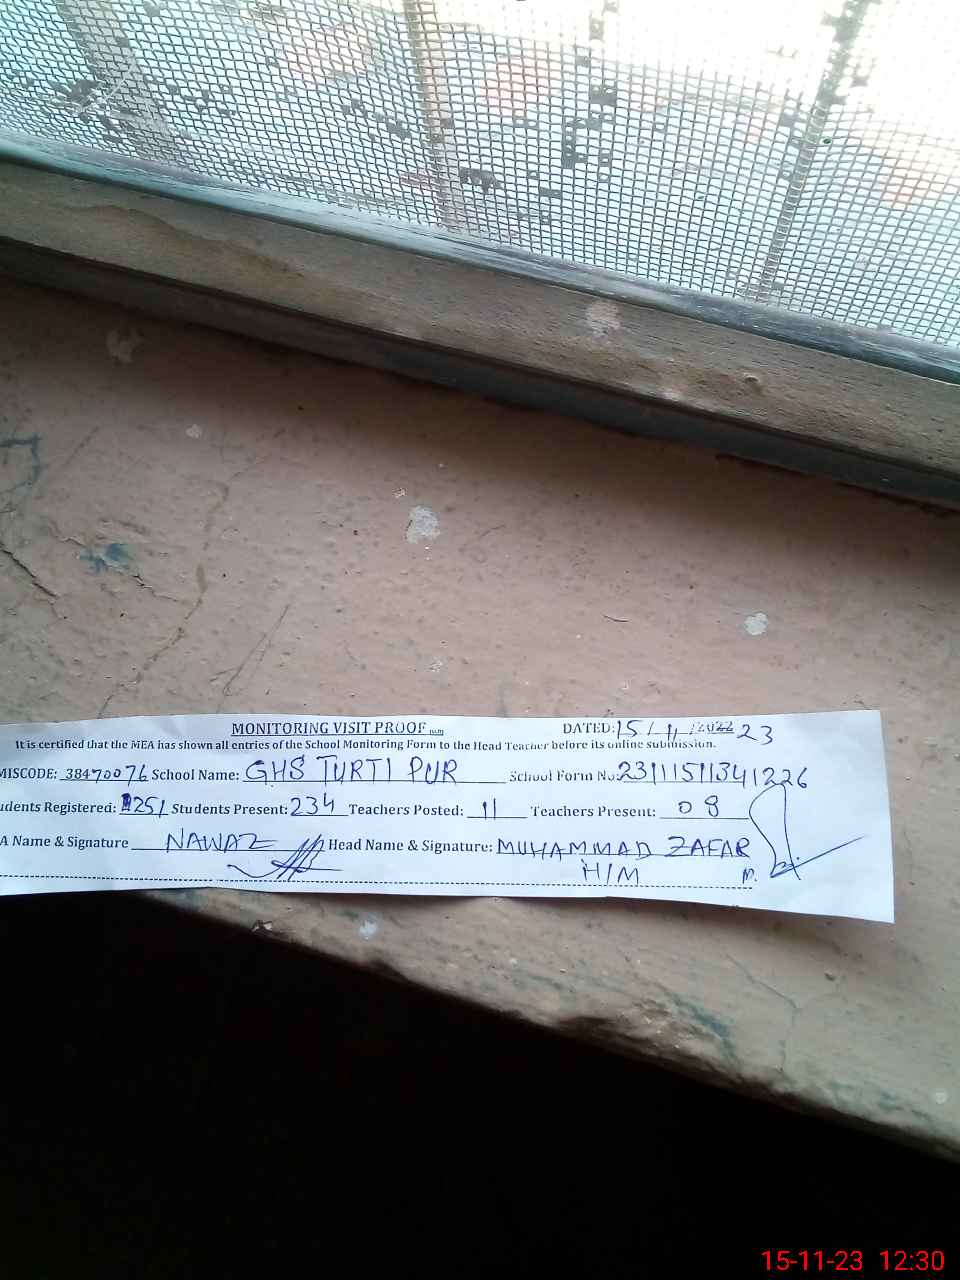 MONITORING VISIT PROOF DATED: 15/11/2022 23
It is certified that the MEA has shown all entries of the School Monitoring Form to the Head Teacher before its online submission.
MISCODE: 38470076 School Name: GHS TURTI PUR School Form No: 23111511341226
udents Registered: 251 Students Present: 234 Teachers Posted: 11 Teachers Present: 08
A Name & Signature NAWAZ Head Name & Signature: MUHAMMAD ZAFAR
H/M
15-11-23 12:30